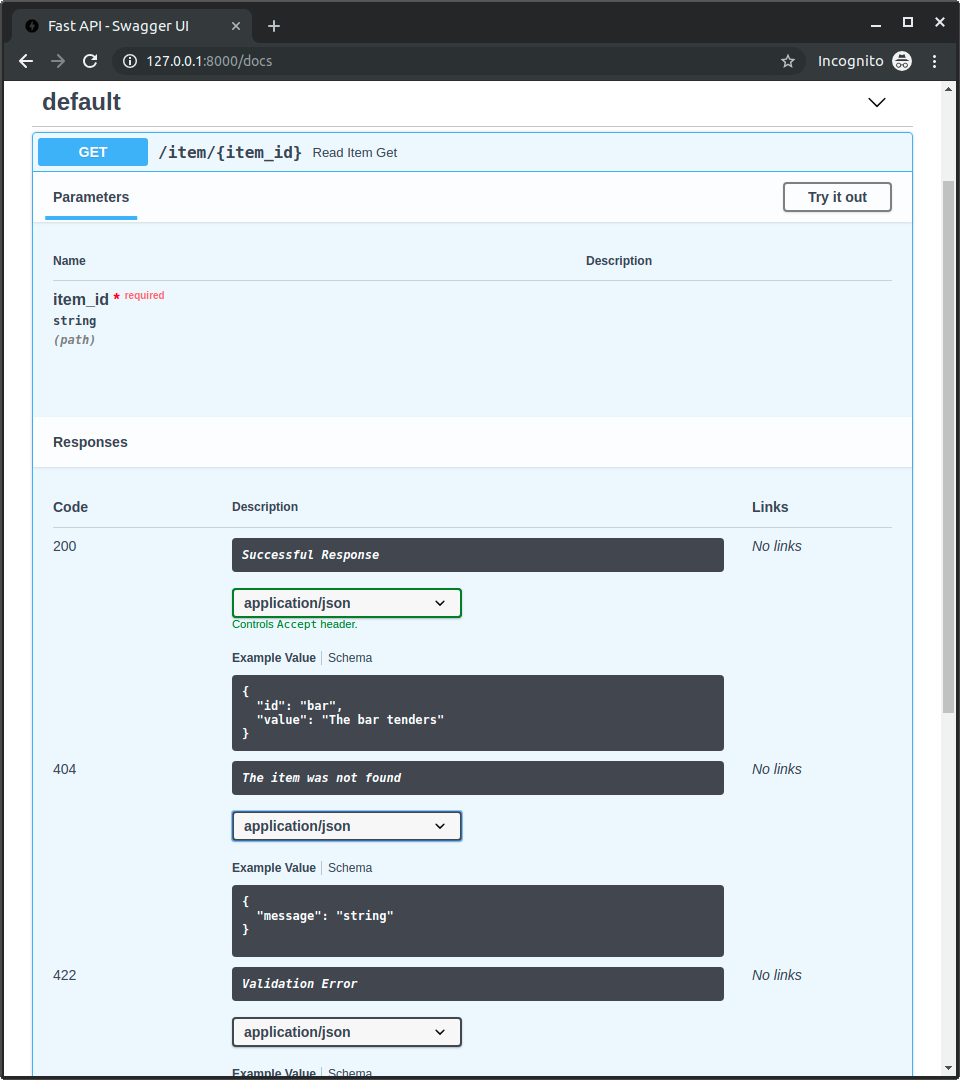 Fast API - Swagger UI
127.0.0.1:8000/docs
Incognito
default
GET /item/{item_id} Read Item Get
Parameters
Try it out
Name Description
item_id * required
string
(path)
Responses
Code Description Links
200 Successful Response No links
application/json
Controls Accept header.
Example Value Schema
{
"id": "bar",
"value": "The bar tenders"
}
404 The item was not found No links
application/json
Example Value Schema
{
"message": "string"
}
422 Validation Error No links
application/json
Example Value Schema